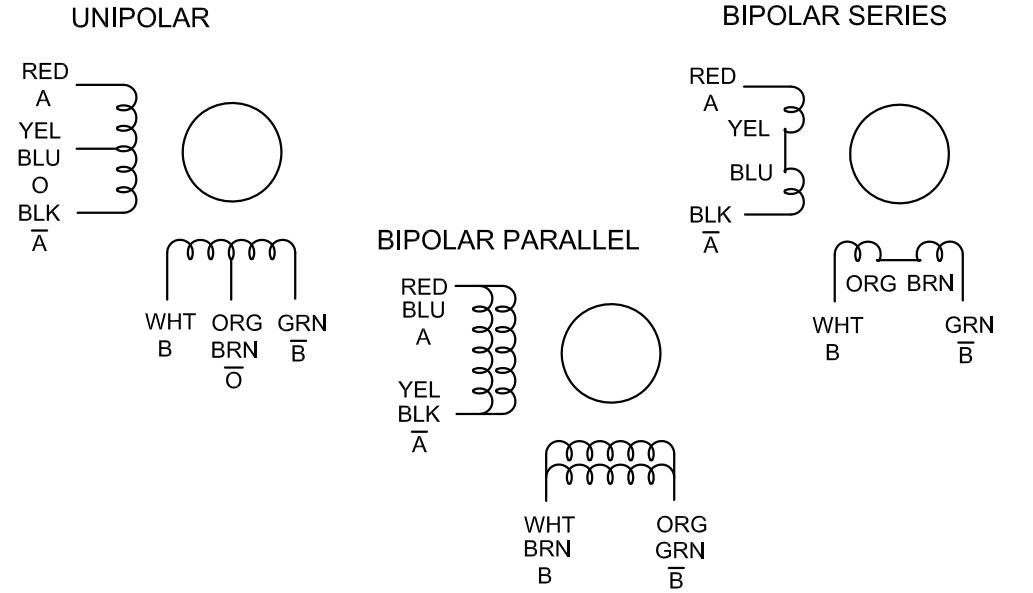 UNIPOLAR
RED
A
YEL
BLU
O
BLK
A̅
WHT
B
ORG
BRN
O̅
GRN
B̅
BIPOLAR PARALLEL
RED
BLU
A
YEL
BLK
A̅
WHT
BRN
B
ORG
GRN
B̅
BIPOLAR SERIES
RED
A
YEL
BLU
BLK
A̅
ORG BRN
WHT
B
GRN
B̅